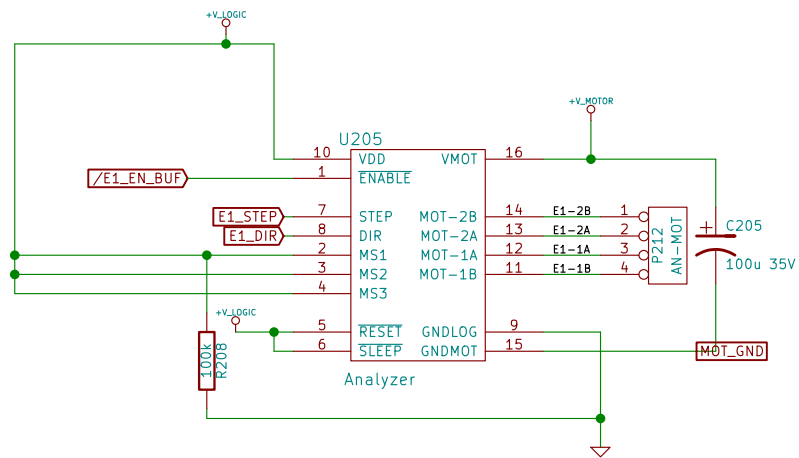 +V_LOGIC
+V_MOTOR
U205
10 VDD VMOT 16
/E1_EN_BUF 1 ENABLE
E1_STEP 7 STEP MOT-2B 14 E1-2B 1
E1_DIR 8 DIR MOT-2A 13 E1-2A 2
2 MS1 MOT-1A 12 E1-1A 3
3 MS2 MOT-1B 11 E1-1B 4
4 MS3
P212
AN-MOT
C205
100u 35V
+V_LOGIC
5 RESET GNDLOG 9
6 SLEEP GNDMOT 15
MOT_GND
100k
R208
Analyzer